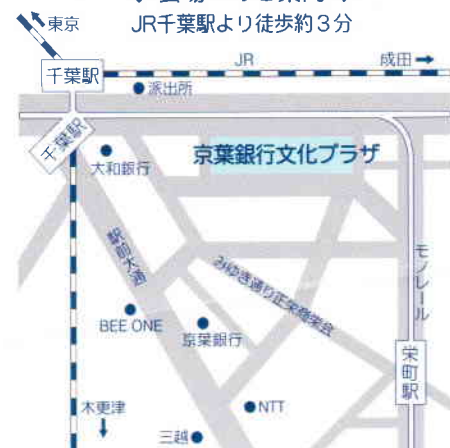 東京
JR千葉駅より徒歩約3分
JR
成田
千葉駅
派出所
千葉駅
大和銀行
京葉銀行文化プラザ
駅前大通
みゆき通り正栄商栄会
モノレール
BEE ONE
京葉銀行
栄町駅
木更津
NTT
三越